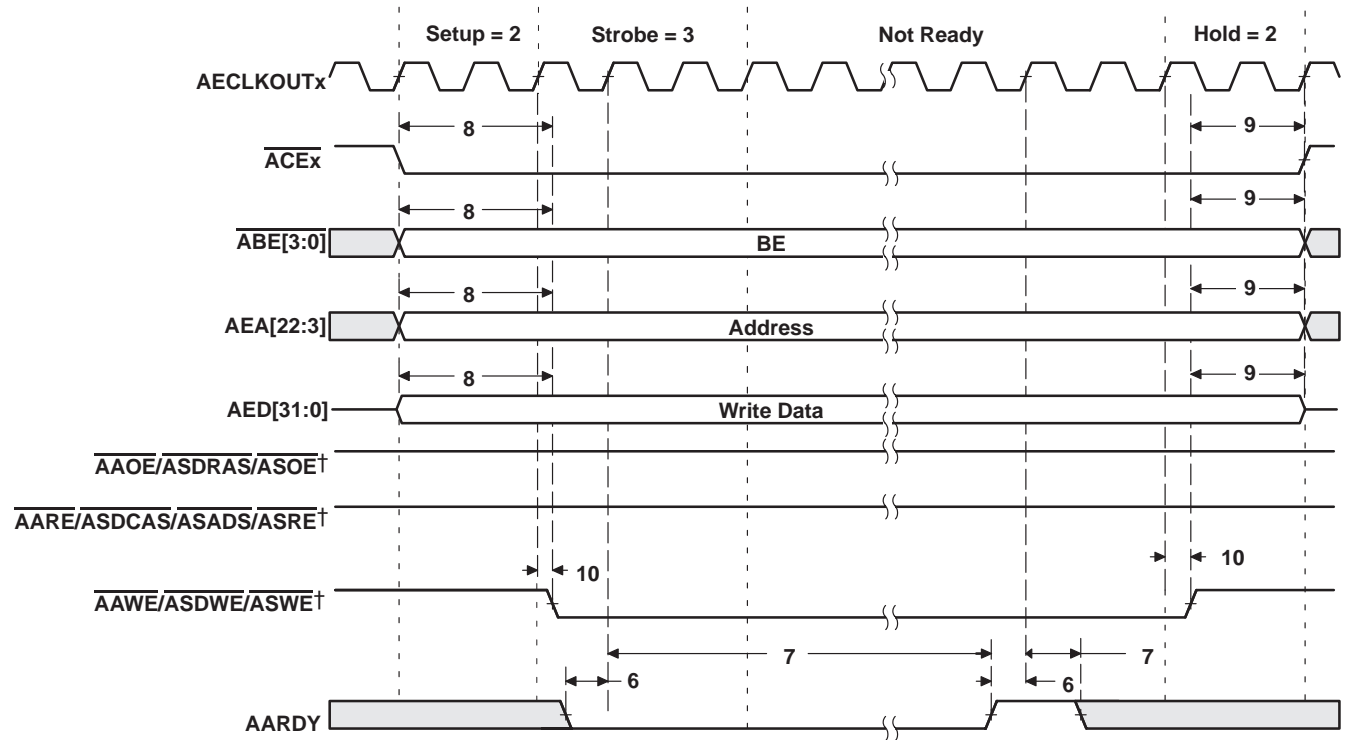 Setup = 2 Strobe = 3 Not Ready Hold = 2
AECLKOUTx
8 9
ACEx
8 9
ABE[3:0] BE
8 9
AEA[22:3] Address
8 9
AED[31:0] Write Data
AAOE/ASDRAS/ASOE†
AARE/ASDCAS/ASADS/ASRE†
10 10
AAWE/ASDWE/ASWE†
7 7
6 6
AARDY